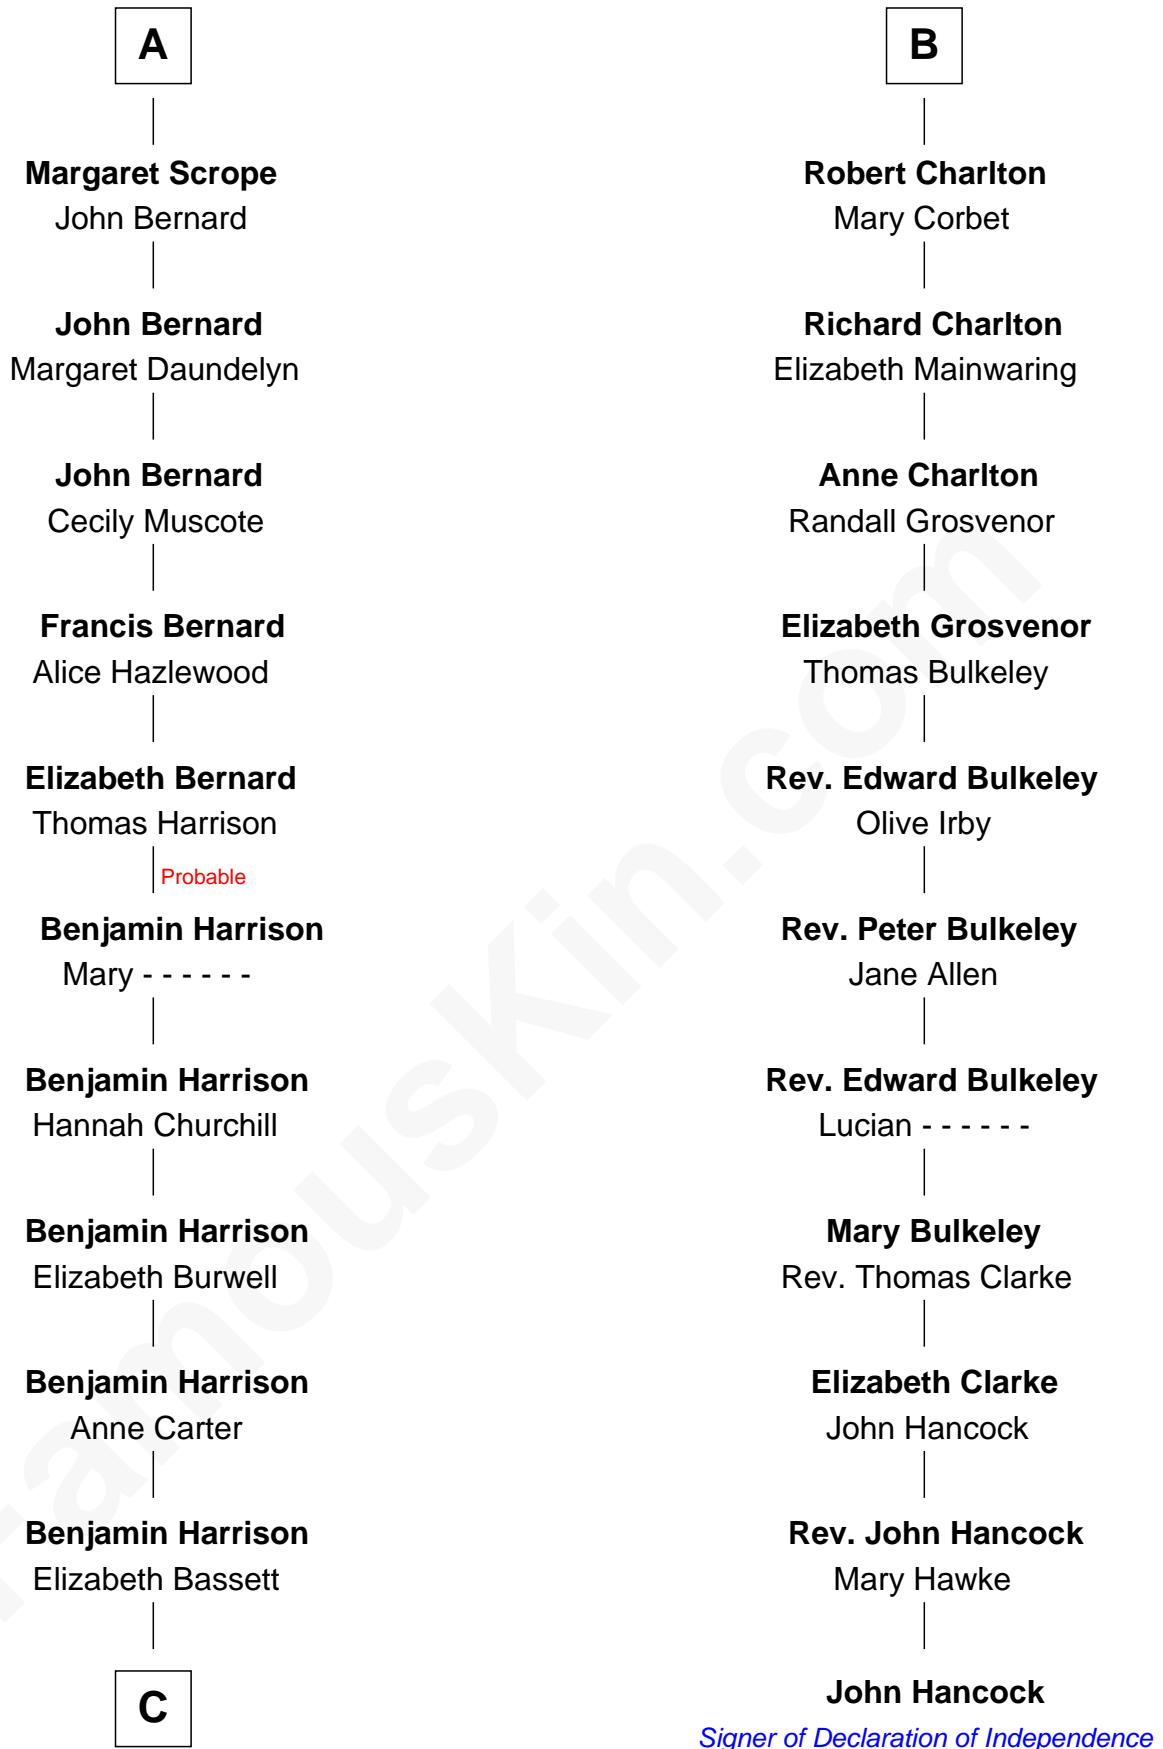 A
Margaret Scrope
John Bernard
John Bernard
Margaret Daundelyn
John Bernard
Cecily Muscote
Francis Bernard
Alice Hazlewood
Elizabeth Bernard
Thomas Harrison
Probable
Benjamin Harrison
Mary - - - - - -
Benjamin Harrison
Hannah Churchill
Benjamin Harrison
Elizabeth Burwell
Benjamin Harrison
Anne Carter
Benjamin Harrison
Elizabeth Bassett
C
B
Robert Charlton
Mary Corbet
Richard Charlton
Elizabeth Mainwaring
Anne Charlton
Randall Grosvenor
Elizabeth Grosvenor
Thomas Bulkeley
Rev. Edward Bulkeley
Olive Irby
Rev. Peter Bulkeley
Jane Allen
Rev. Edward Bulkeley
Lucian - - - - - -
Mary Bulkeley
Rev. Thomas Clarke
Elizabeth Clarke
John Hancock
Rev. John Hancock
Mary Hawke
John Hancock
Signer of Declaration of Independence
FamousKin.com